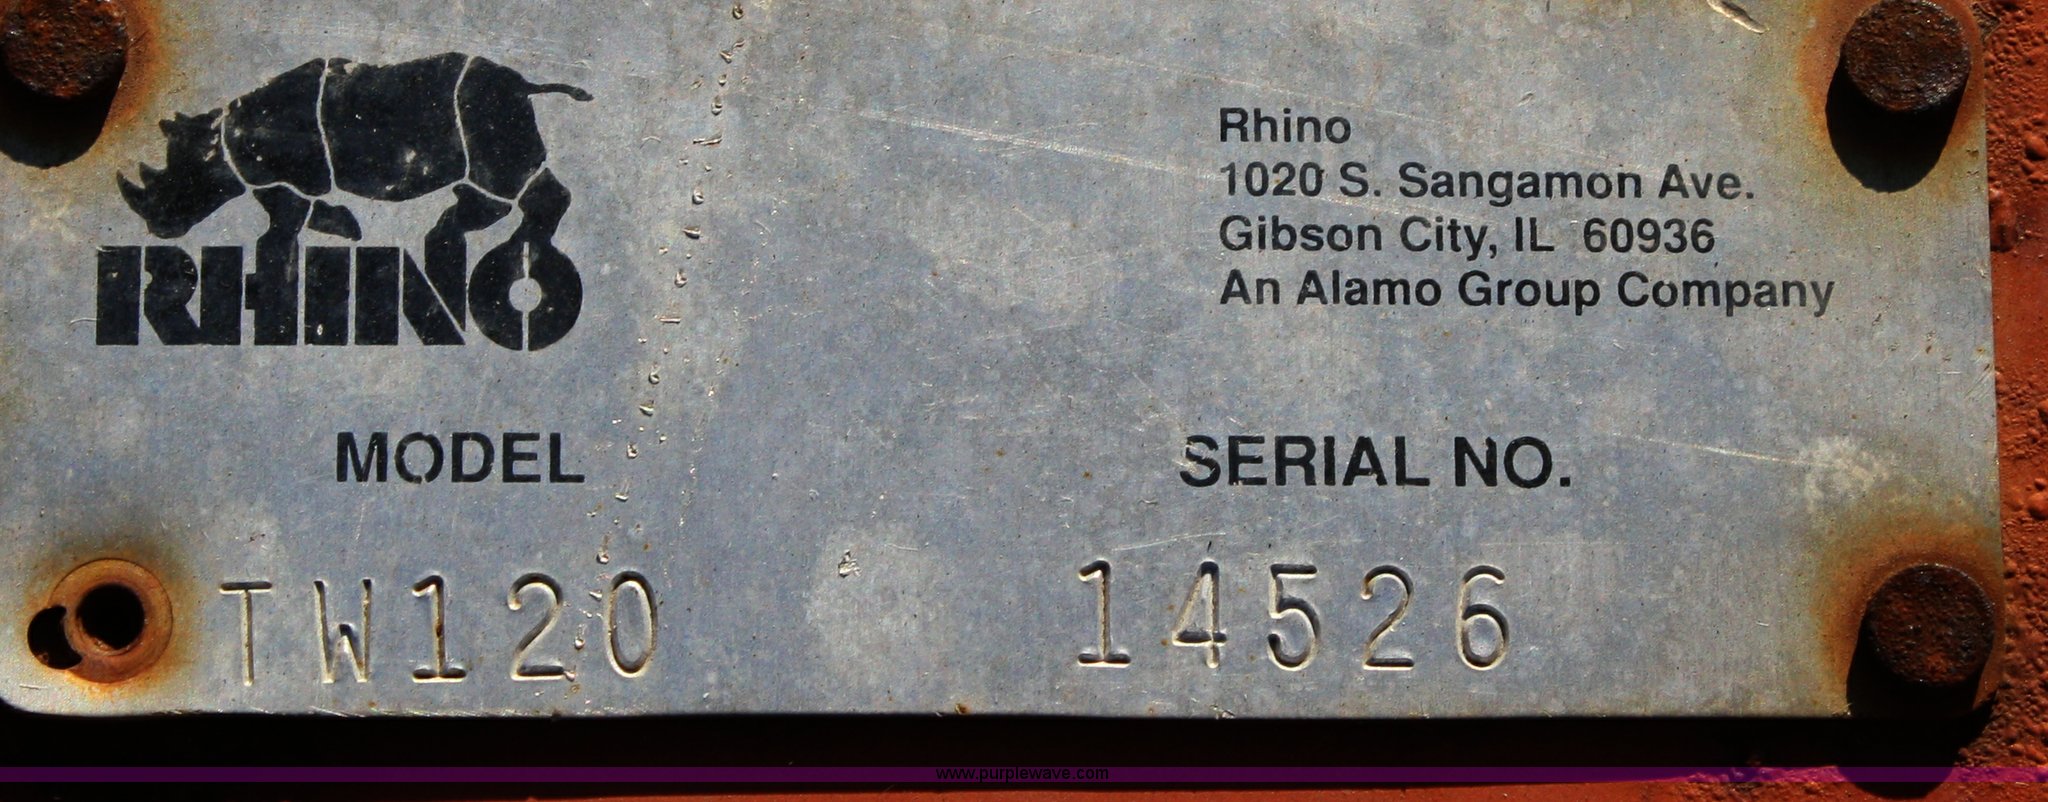 RHINO
Rhino
1020 S. Sangamon Ave.
Gibson City, IL 60936
An Alamo Group Company
MODEL
SERIAL NO.
TW120
14526
www.purplewave.com